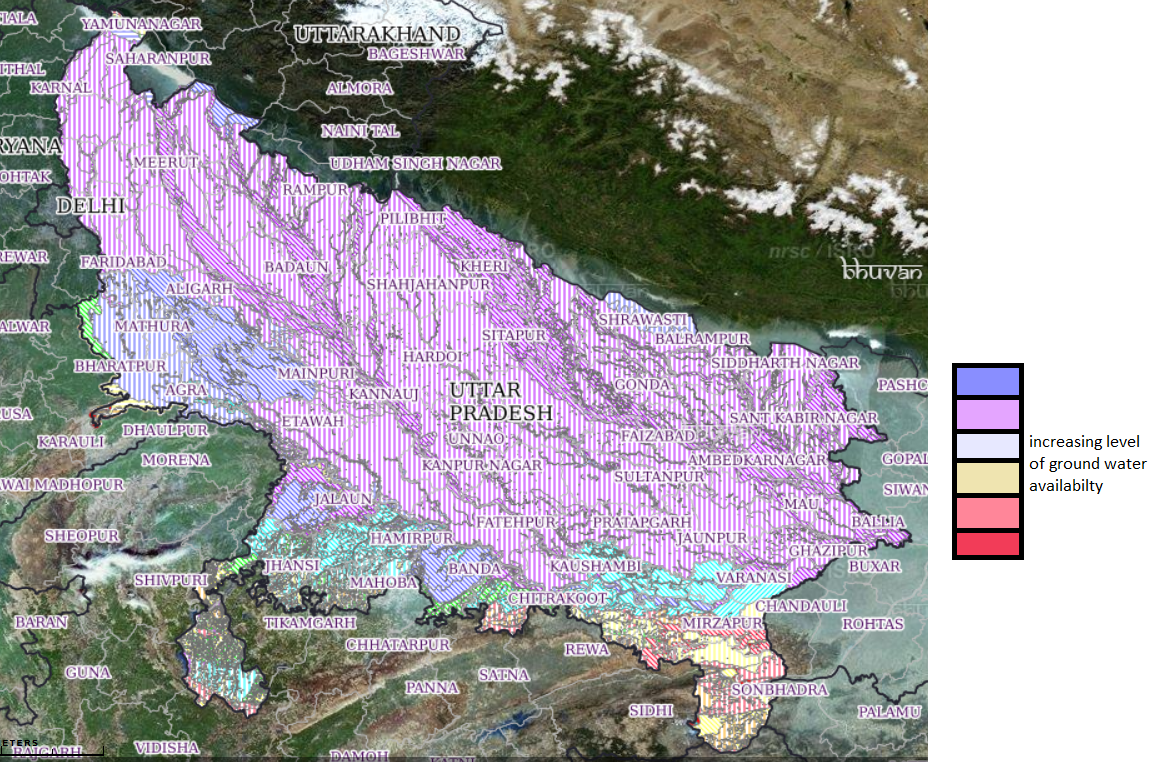 YAMUNANAGAR
UTTARAKHAND
BAGESHWAR
SAHARANPUR
ITHAL
KARNAL
ALMORA
NAINI TAL
RYANA
MEERUT
UDHAM SINGH NAGAR
OHTAK
RAMPUR
DELHI
PILIBHIT
nrsc / isro
REWAR
FARIDABAD
BADAUN
KHERI
bhuvan
ALIGARH
SHAHJAHANPUR
ALWAR
MATHURA
SHRAWASTI
SITAPUR
BALRAMPUR
HARDOI
BHARATPUR
MAINPURI
SIDDHARTH NAGAR
AGRA
KANNAUJ
UTTAR
PRADESH
GONDA
PASHC
USA
ETAWAH
SANT KABIR NAGAR
DHAULPUR
KARAULI
UNNAO
FAIZABAD
increasing level
of ground water
availabilty
MORENA
KANPUR NAGAR
AMBEDKARNAGAR
GOPAL
WAI MADHOPUR
SULTANPUR
SIWAN
JALAUN
MAU
SHEOPUR
HAMIRPUR
FATEHPUR
PRATAPGARH
JAUNPUR
BALLIA
GHAZIPUR
JHANSI
BANDA
KAUSHAMBI
BUXAR
SHIVPURI
MAHOBA
VARANASI
CHITRAKOOT
CHANDAULI
BARAN
TIKAMGARH
MIRZAPUR
ROHTAS
CHHATARPUR
REWA
GUNA
SATNA
PANNA
SONBHADRA
SIDHI
PALAMU
ETERS
RAJGARH
VIDISHA
DAMOH